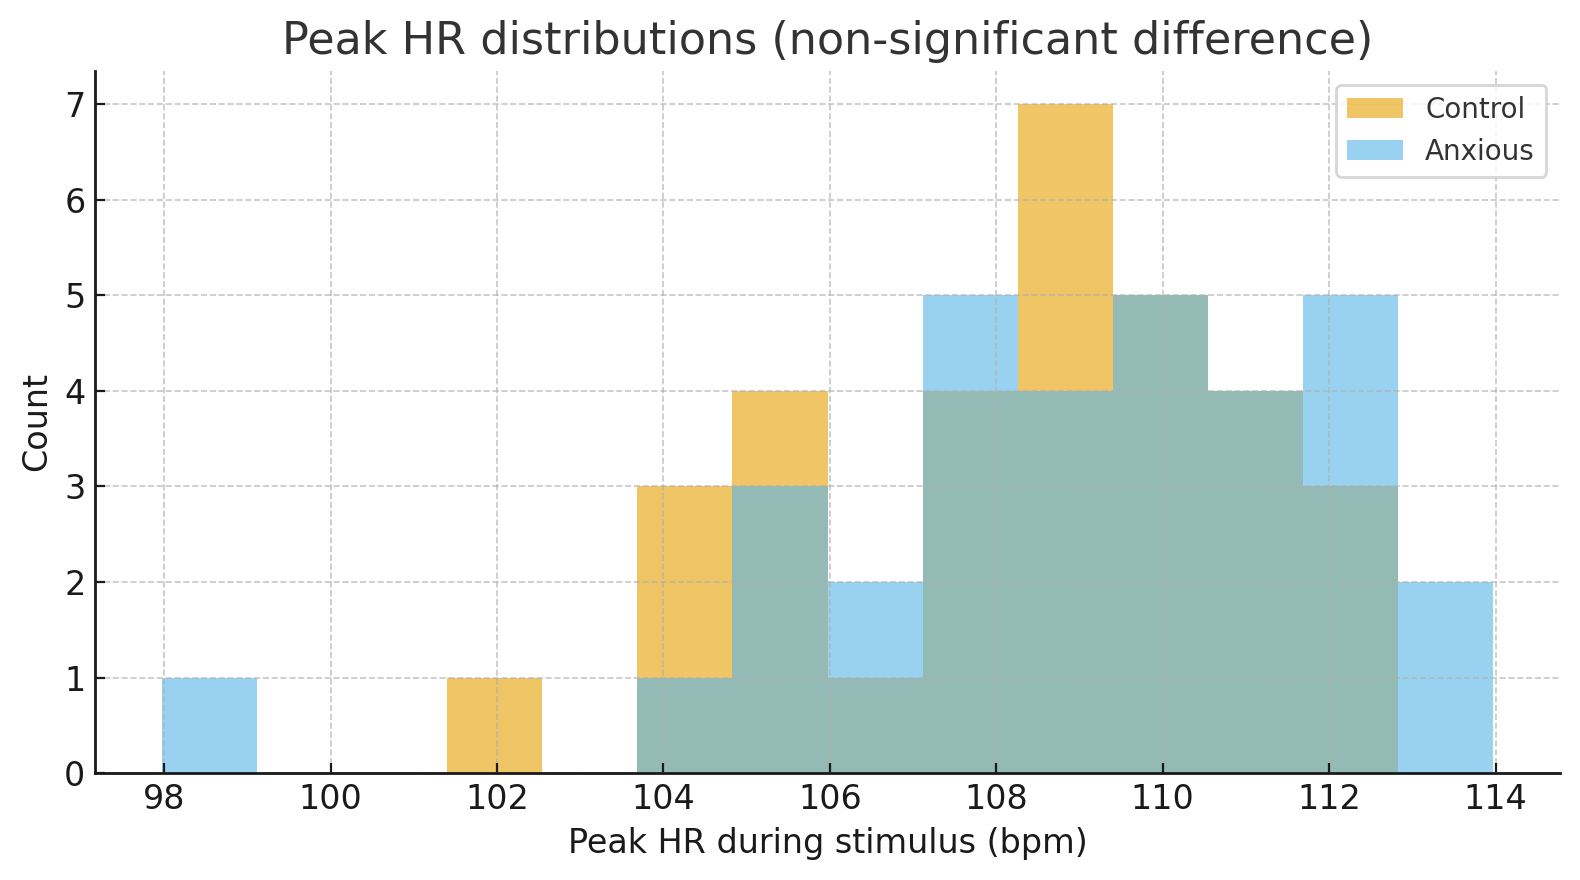 Peak HR distributions (non-significant difference)
Control
Anxious
Count
7
6
5
4
3
2
1
0
98 100 102 104 106 108 110 112 114
Peak HR during stimulus (bpm)